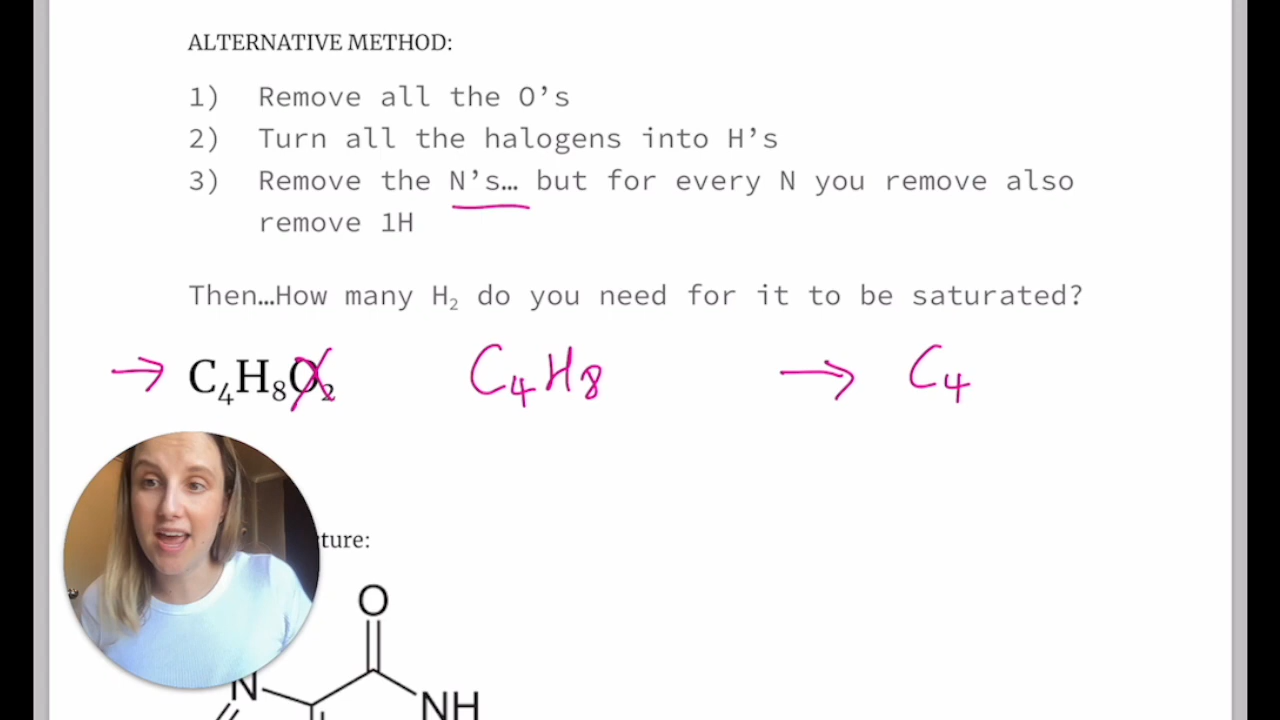 ALTERNATIVE METHOD:
1) Remove all the O’s
2) Turn all the halogens into H’s
3) Remove the N’s… but for every N you remove also
remove 1H
Then…How many H₂ do you need for it to be saturated?
→ C₄H₈O₂ C₄H₈ → C₄
ture:
O
N
NH